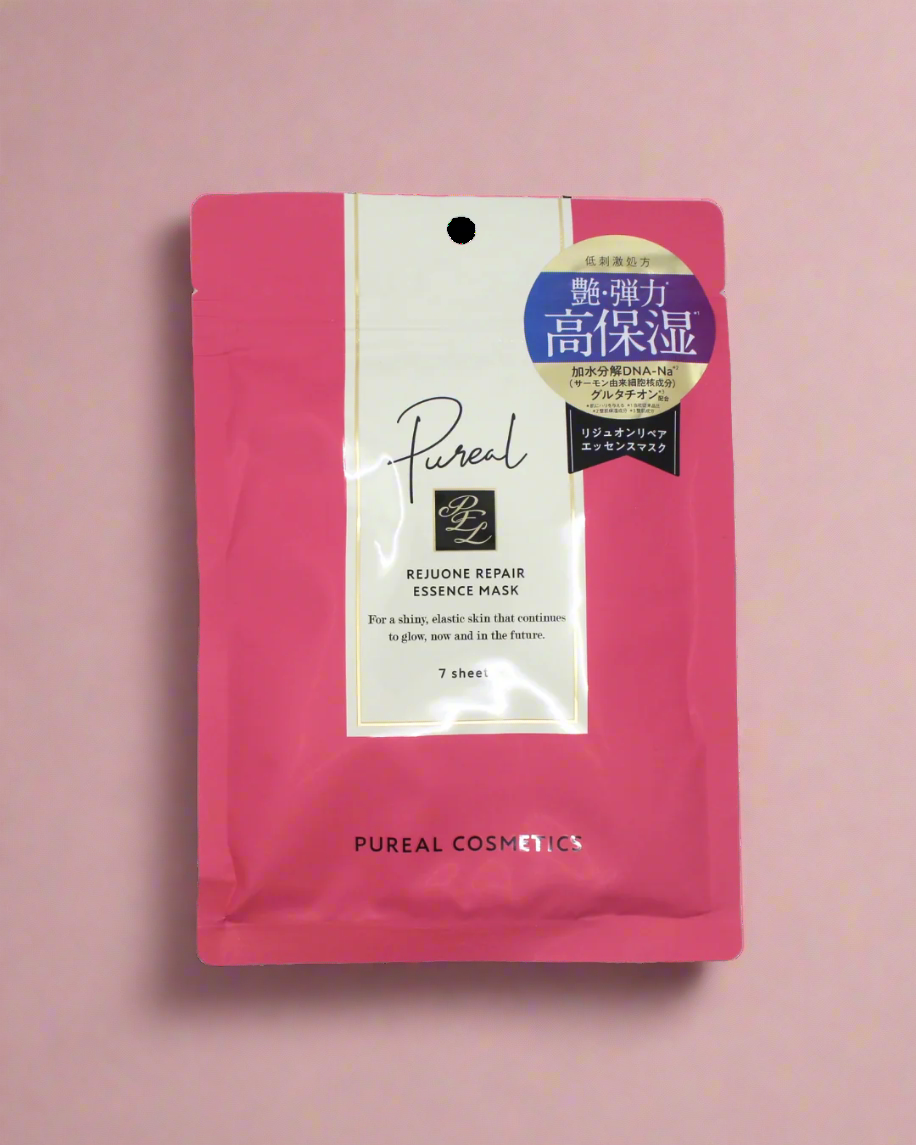 低刺激処方
艶・弾力
高保湿*1
加水分解DNA-Na*2
(サーモン由来細胞核成分)
グルタチオン*3配合
リジュオンリペア
エッセンスマスク
Pureal
PEL
REJUONE REPAIR
ESSENCE MASK
For a shiny, elastic skin that continues
to glow, now and in the future.
7 sheet
PUREAL COSMETICS